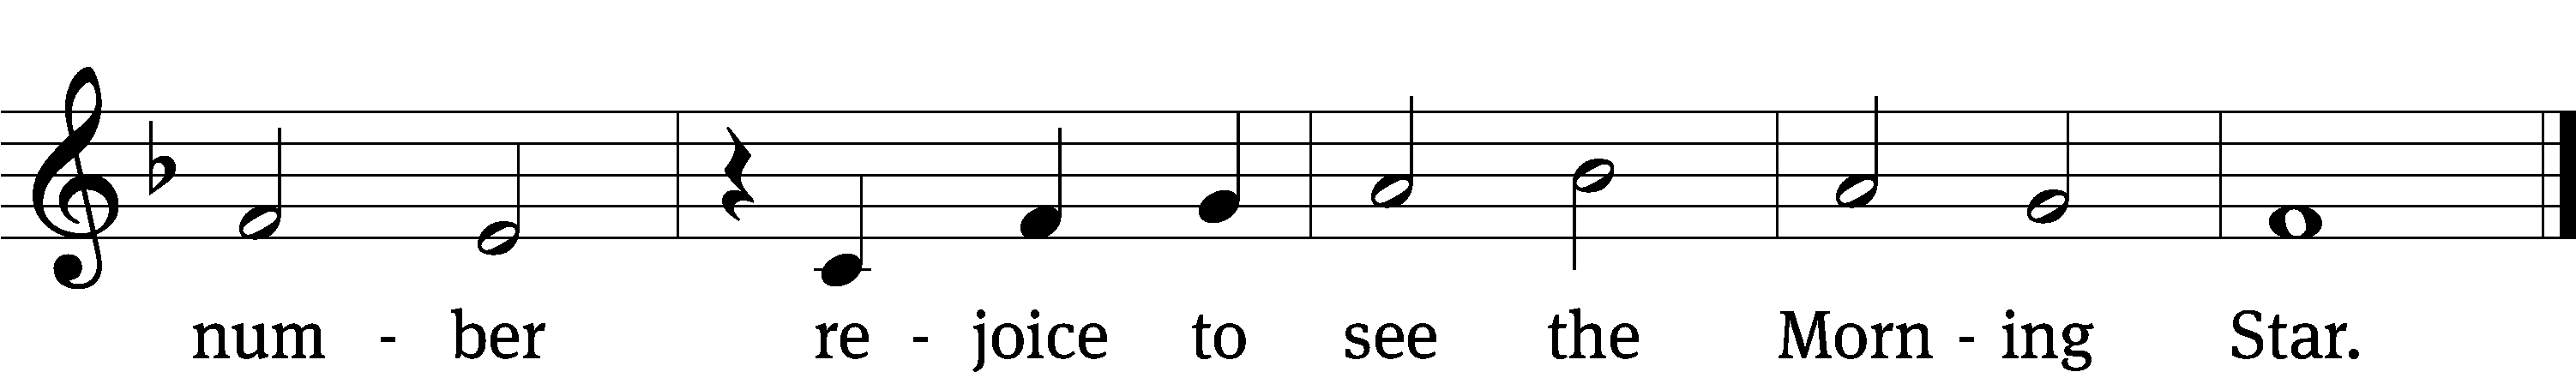 num - ber re - joice to see the Morn - ing Star.